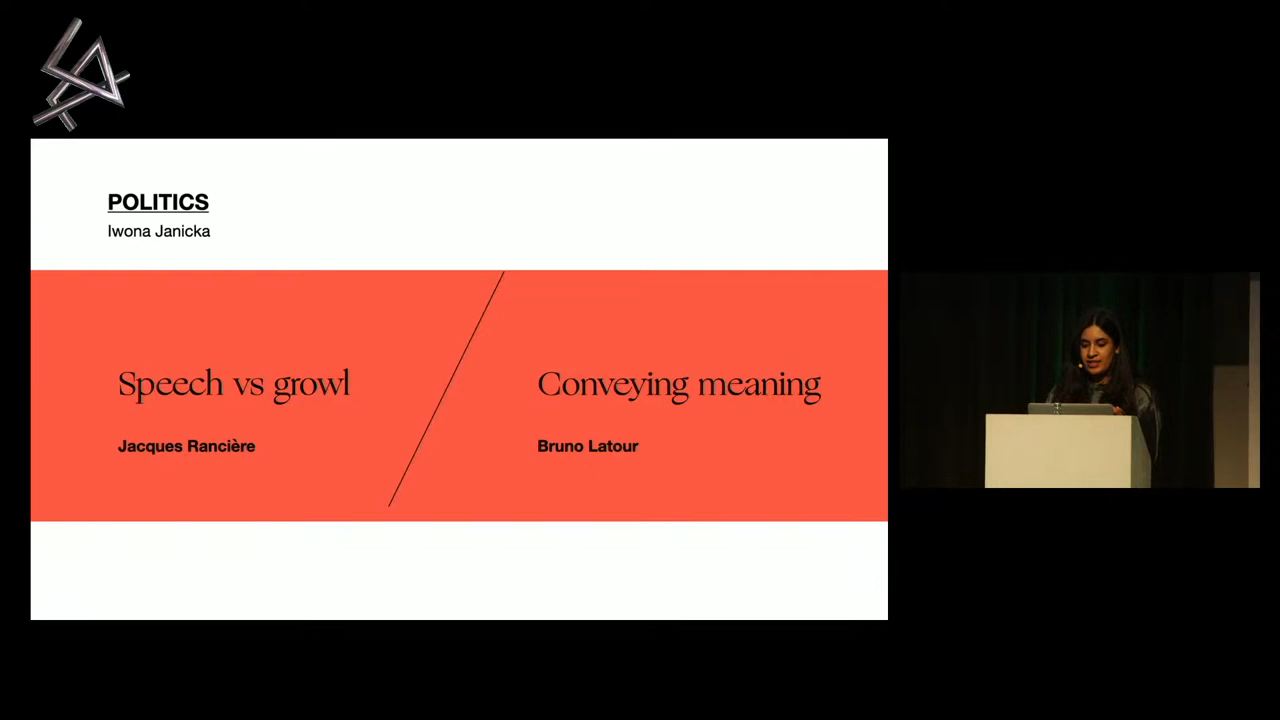 POLITICS
Iwona Janicka
Speech vs growl
Conveying meaning
Jacques Rancière
Bruno Latour